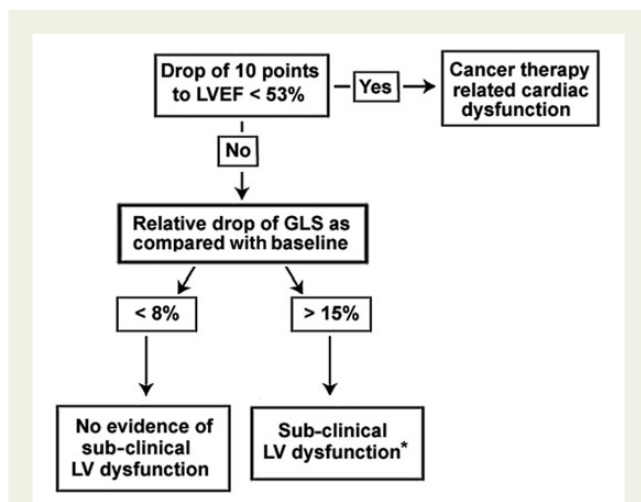 Drop of 10 points
to LVEF < 53%
Yes
Cancer therapy
related cardiac
dysfunction
No
Relative drop of GLS as
compared with baseline
< 8%
> 15%
No evidence of
sub-clinical
LV dysfunction
Sub-clinical
LV dysfunction*